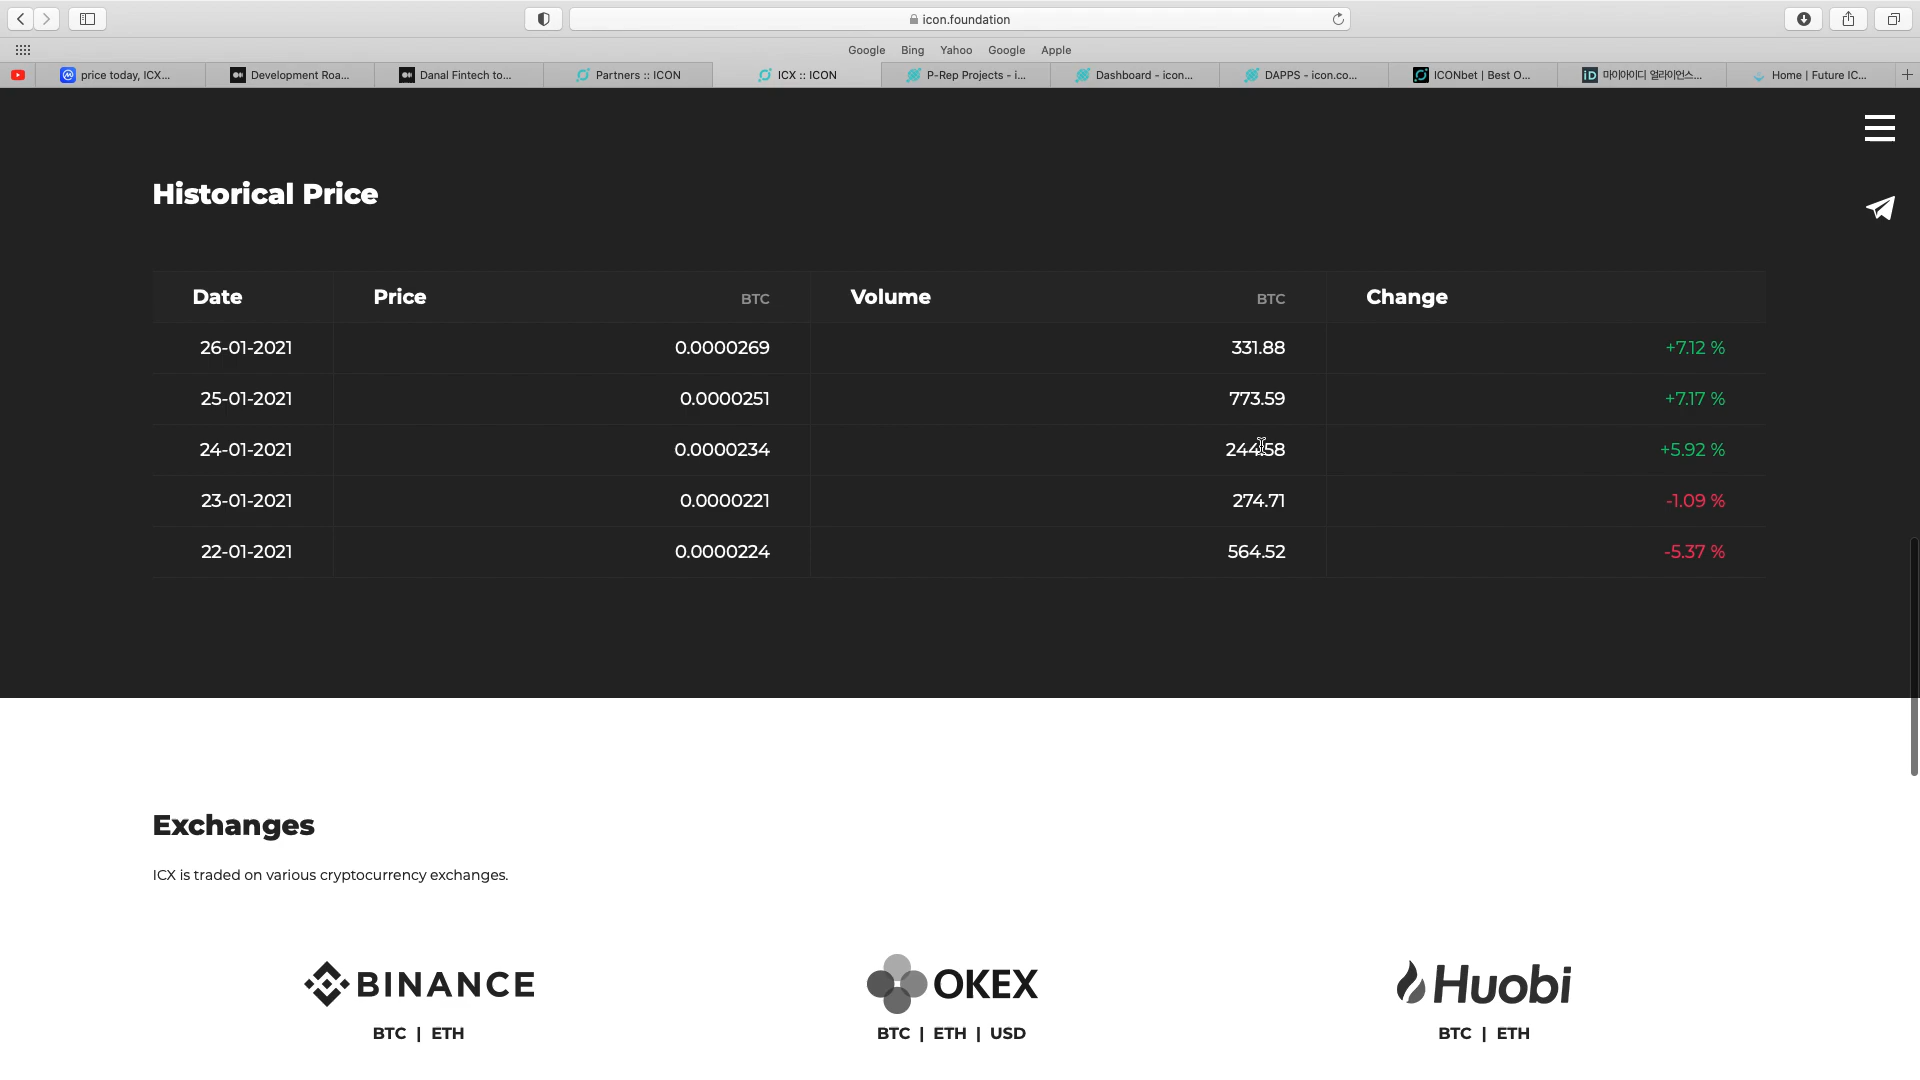 icon.foundation
Google Bing Yahoo Google Apple
price today, ICX... Development Roa... Danal Fintech to... Partners :: ICON ICX :: ICON P-Rep Projects - i... Dashboard - icon.co... DAPPS - icon.co... ICONbet | Best O... iD 마이아이디 얼라이언스... Home | Future IC...
Historical Price
Date Price BTC Volume BTC Change
26-01-2021 0.0000269 331.88 +7.12 %
25-01-2021 0.0000251 773.59 +7.17 %
24-01-2021 0.0000234 244.58 +5.92 %
23-01-2021 0.0000221 274.71 -1.09 %
22-01-2021 0.0000224 564.52 -5.37 %
Exchanges
ICX is traded on various cryptocurrency exchanges.
BINANCE OKEX Huobi
BTC | ETH BTC | ETH | USD BTC | ETH